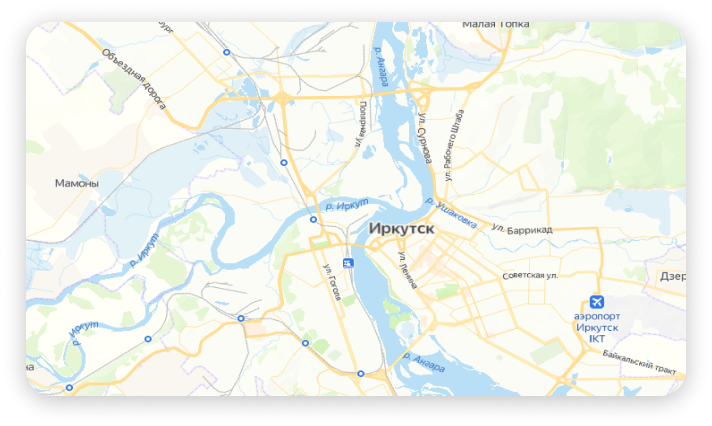 Малая Топка
Объездная дорога
р. Ангара
Полярная ул.
ул. Сурнова
ул. Рабочего Штаба
Мамоны
р. Иркут
р. Ушаковка
Иркутск
ул. Баррикад
р. Иркут
ул. Гоголя
ул. Ленина
Советская ул.
Дзер
аэропорт
Иркутск
IKT
Иркут
р
р. Ангара
Байкальский тракт
на